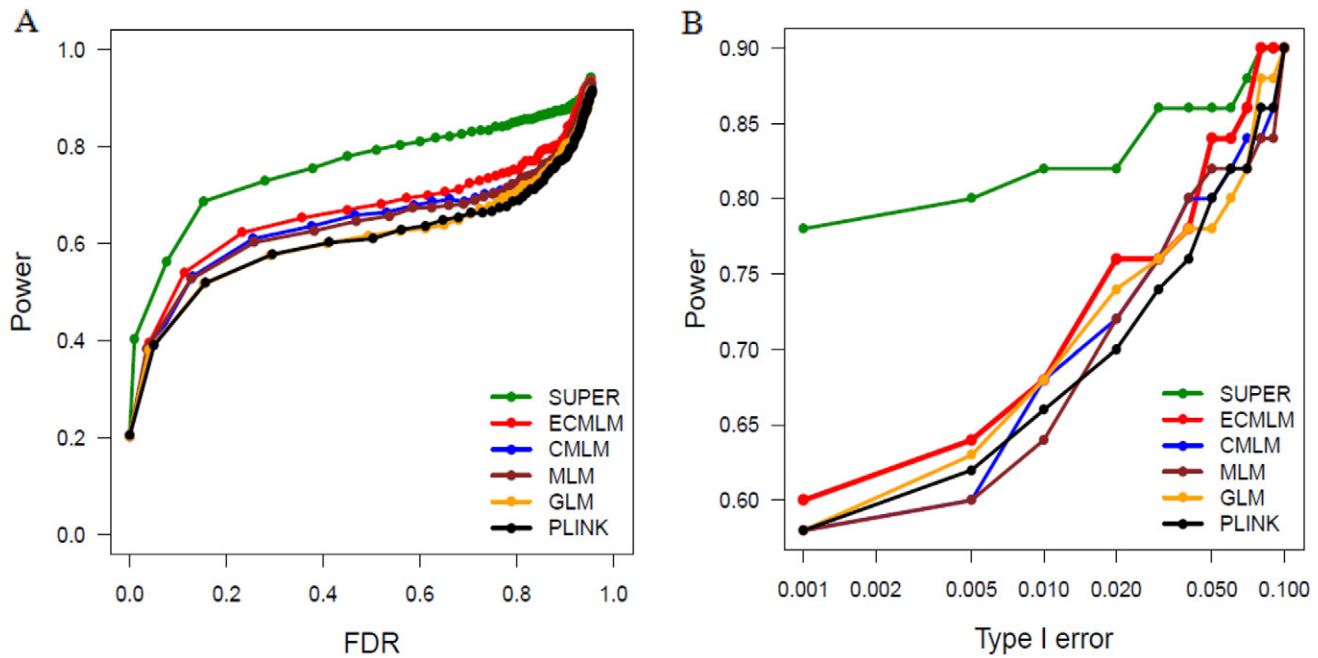 A
1.0
0.8
0.6
0.4
0.2
0.0
Power
0.0 0.2 0.4 0.6 0.8 1.0
FDR
SUPER
ECMLM
CMLM
MLM
GLM
PLINK
B
0.90
0.85
0.80
0.75
0.70
0.65
0.60
Power
0.001 0.002 0.005 0.010 0.020 0.050 0.100
Type I error
SUPER
ECMLM
CMLM
MLM
GLM
PLINK